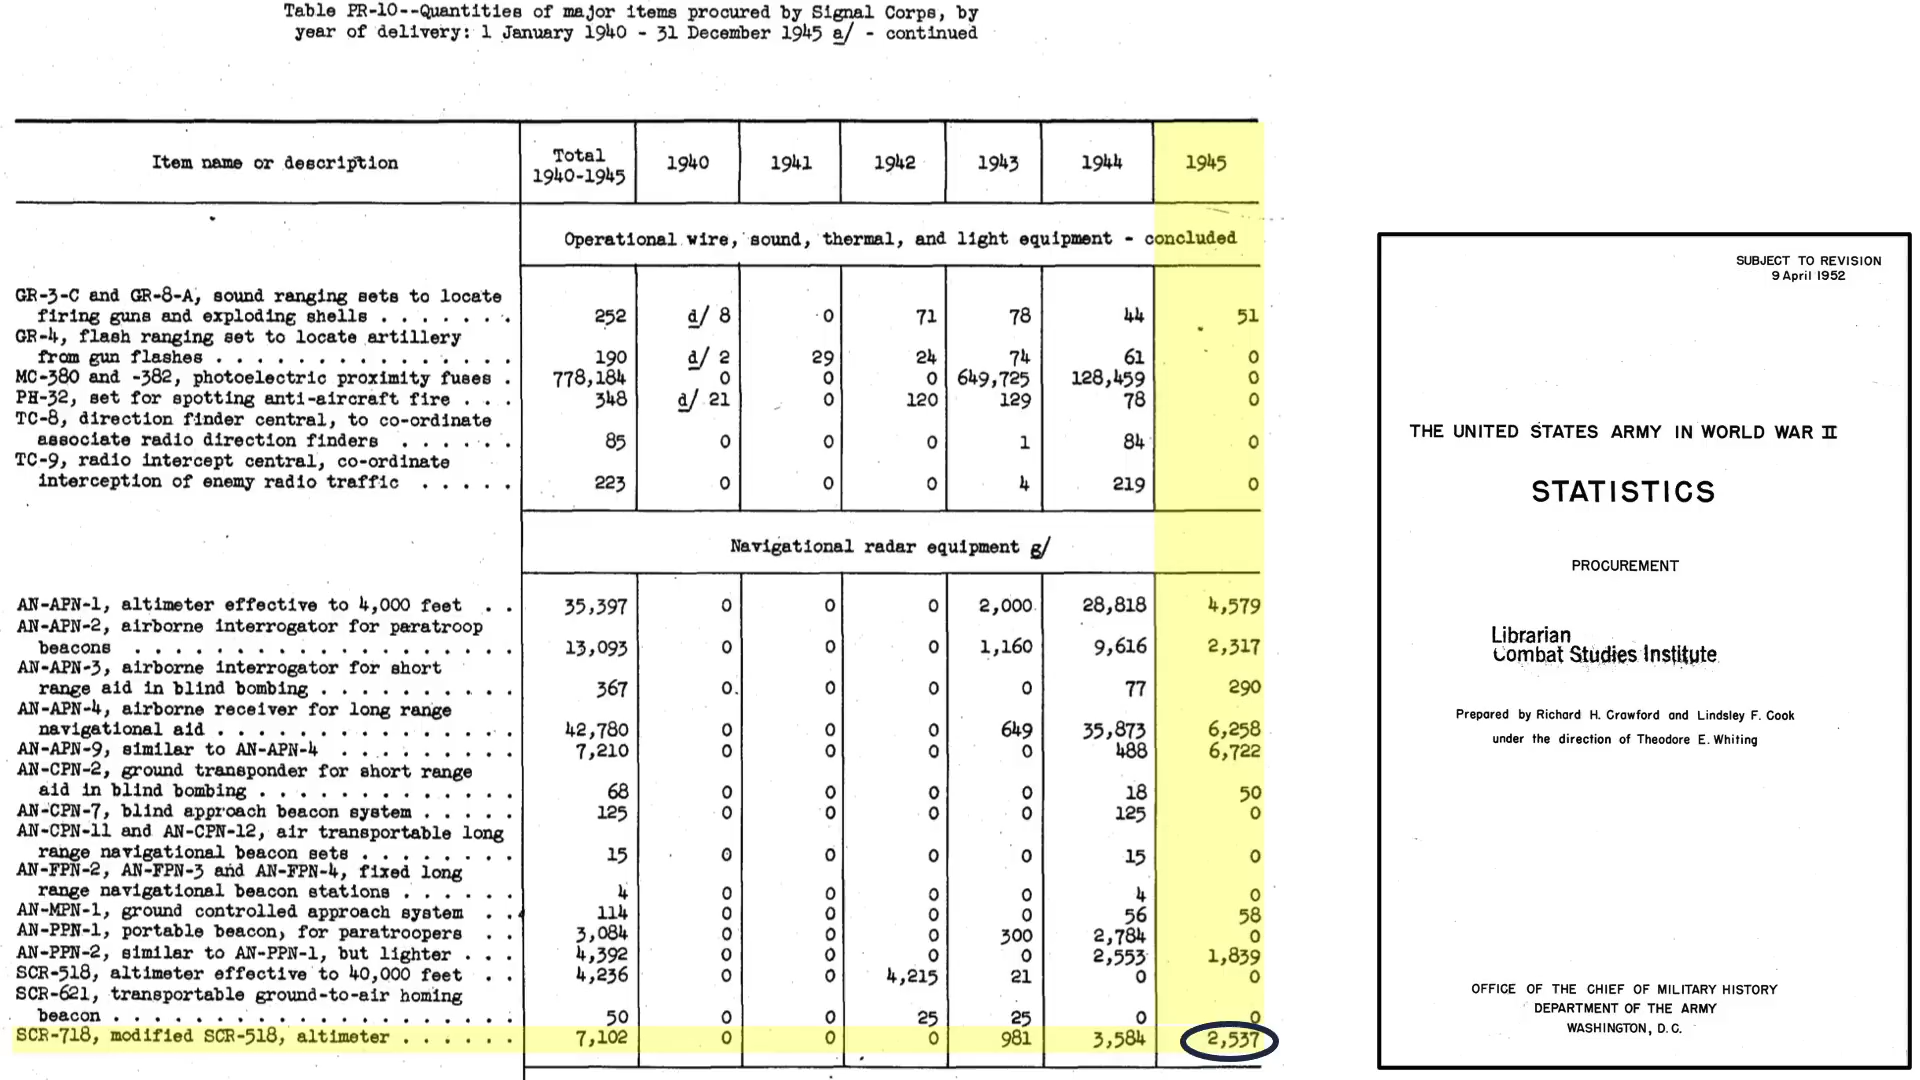 Table PR-10--Quantities of major items procured by Signal Corps, by
year of delivery: 1 January 1940 - 31 December 1945 a/ - continued
Item name or description Total 1940-1945 1940 1941 1942 1943 1944 1945
Operational wire, sound, thermal, and light equipment - concluded
GR-3-C and GR-8-A, sound ranging sets to locate
firing guns and exploding shells . . . . . . . 252 d/ 8 0 71 78 44 51
GR-4, flash ranging set to locate artillery
from gun flashes . . . . . . . . . . . . . . . 190 d/ 2 29 24 74 61 0
MC-380 and -382, photoelectric proximity fuses . 778,184 0 0 0 649,725 128,459 0
PH-32, set for spotting anti-aircraft fire . . . 348 d/ 21 0 120 129 78 0
TC-8, direction finder central, to co-ordinate
associate radio direction finders . . . . . . 85 0 0 0 1 84 0
TC-9, radio intercept central, co-ordinate
interception of enemy radio traffic . . . . . 223 0 0 0 4 219 0
Navigational radar equipment g/
AN-APN-1, altimeter effective to 4,000 feet . . 35,397 0 0 0 2,000 28,818 4,579
AN-APN-2, airborne interrogator for paratroop
beacons . . . . . . . . . . . . . . . . . . 13,093 0 0 0 1,160 9,616 2,317
AN-APN-3, airborne interrogator for short
range aid in blind bombing . . . . . . . . . . 367 0 0 0 0 77 290
AN-APN-4, airborne receiver for long range
navigational aid . . . . . . . . . . . . . . . 42,780 0 0 0 649 35,873 6,258
AN-APN-9, similar to AN-APN-4 . . . . . . . . . 7,210 0 0 0 0 488 6,722
AN-CPN-2, ground transponder for short range
aid in blind bombing . . . . . . . . . . . . . 68 0 0 0 0 18 50
AN-CPN-7, blind approach beacon system . . . . . 125 0 0 0 0 125 0
AN-CPN-11 and AN-CPN-12, air transportable long
range navigational beacon sets . . . . . . . . 15 0 0 0 0 15 0
AN-FPN-2, AN-FPN-3 and AN-FPN-4, fixed long
range navigational beacon stations . . . . . . 4 0 0 0 0 4 0
AN-MPN-1, ground controlled approach system . . 114 0 0 0 0 56 58
AN-PPN-1, portable beacon, for paratroopers . . 3,084 0 0 0 300 2,784 0
AN-PPN-2, similar to AN-PPN-1, but lighter . . . 4,392 0 0 0 0 2,553 1,839
SCR-518, altimeter effective to 40,000 feet . . 4,236 0 0 4,215 21 0 0
SCR-621, transportable ground-to-air homing
beacon . . . . . . . . . . . . . . . . . . . . 50 0 0 25 25 0 0
SCR-718, modified SCR-518, altimeter . . . . . . 7,102 0 0 0 981 3,584 2,537
SUBJECT TO REVISION
9 April 1952
THE UNITED STATES ARMY IN WORLD WAR II
STATISTICS
PROCUREMENT
Librarian
Combat Studies Institute
Prepared by Richard H. Crawford and Lindsley F. Cook
under the direction of Theodore E. Whiting
OFFICE OF THE CHIEF OF MILITARY HISTORY
DEPARTMENT OF THE ARMY
WASHINGTON, D.C.